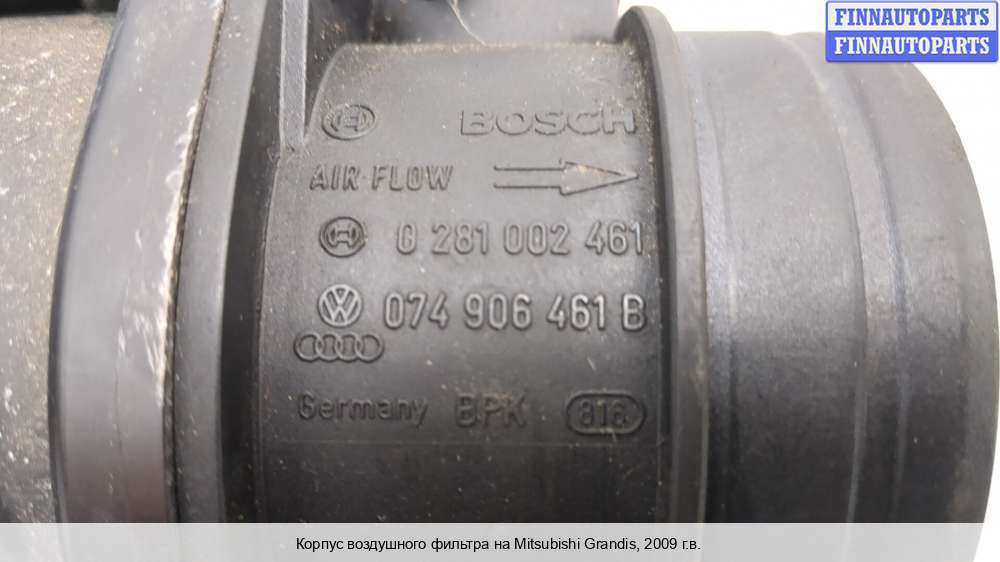 FINNAUTOPARTS
FINNAUTOPARTS
BOSCH
AIR FLOW
0 281 002 461
074 906 461 B
Germany BPK 816
Корпус воздушного фильтра на Mitsubishi Grandis, 2009 г.в.